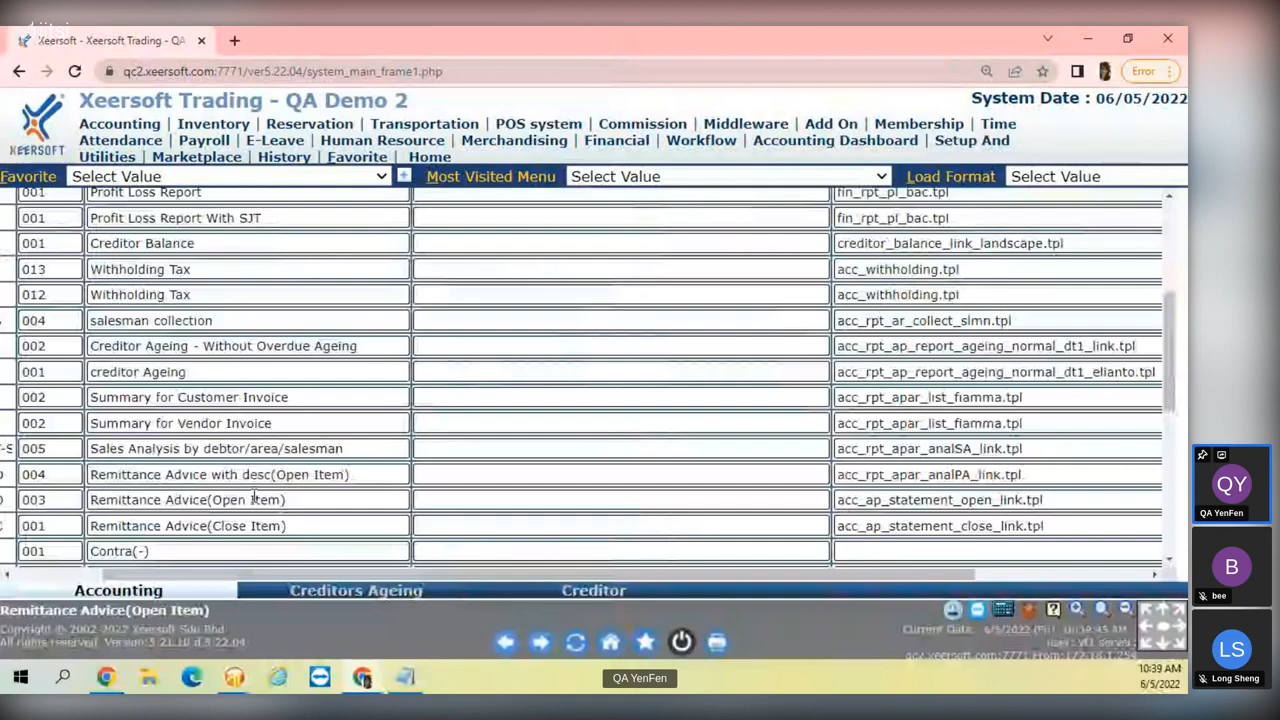 jitsi
Xeersoft - Xeersoft Trading - QA
qc2.xeersoft.com:7771/ver5.22.04/system_main_frame1.php
Error
XEERSOFT
Xeersoft Trading - QA Demo 2
System Date : 06/05/2022
Accounting | Inventory | Reservation | Transportation | POS system | Commission | Middleware | Add On | Membership | Time
Attendance | Payroll | E-Leave | Human Resource | Merchandising | Financial | Workflow | Accounting Dashboard | Setup And
Utilities | Marketplace | History | Favorite | Home
Favorite Select Value + Most Visited Menu Select Value Load Format Select Value
001 Profit Loss Report fin_rpt_pl_bac.tpl
001 Profit Loss Report With SJT fin_rpt_pl_bac.tpl
001 Creditor Balance creditor_balance_link_landscape.tpl
013 Withholding Tax acc_withholding.tpl
012 Withholding Tax acc_withholding.tpl
004 salesman collection acc_rpt_ar_collect_slmn.tpl
002 Creditor Ageing - Without Overdue Ageing acc_rpt_ap_report_ageing_normal_dt1_link.tpl
001 creditor Ageing acc_rpt_ap_report_ageing_normal_dt1_elianto.tpl
002 Summary for Customer Invoice acc_rpt_apar_list_fiamma.tpl
002 Summary for Vendor Invoice acc_rpt_apar_list_fiamma.tpl
005 Sales Analysis by debtor/area/salesman acc_rpt_apar_analSA_link.tpl
004 Remittance Advice with desc(Open Item) acc_rpt_apar_analPA_link.tpl
003 Remittance Advice(Open Item) acc_ap_statement_open_link.tpl
001 Remittance Advice(Close Item) acc_ap_statement_close_link.tpl
001 Contra(-)
Accounting Creditors Ageing Creditor
Remittance Advice(Open Item)
Copyright © 2002-2022 Xeersoft Sdn Bhd
All rights reserved.
qc2.xeersoft.com:7771
10:39 AM
6/5/2022
QA YenFen
QY
QA YenFen
B
bee
LS
Long Sheng